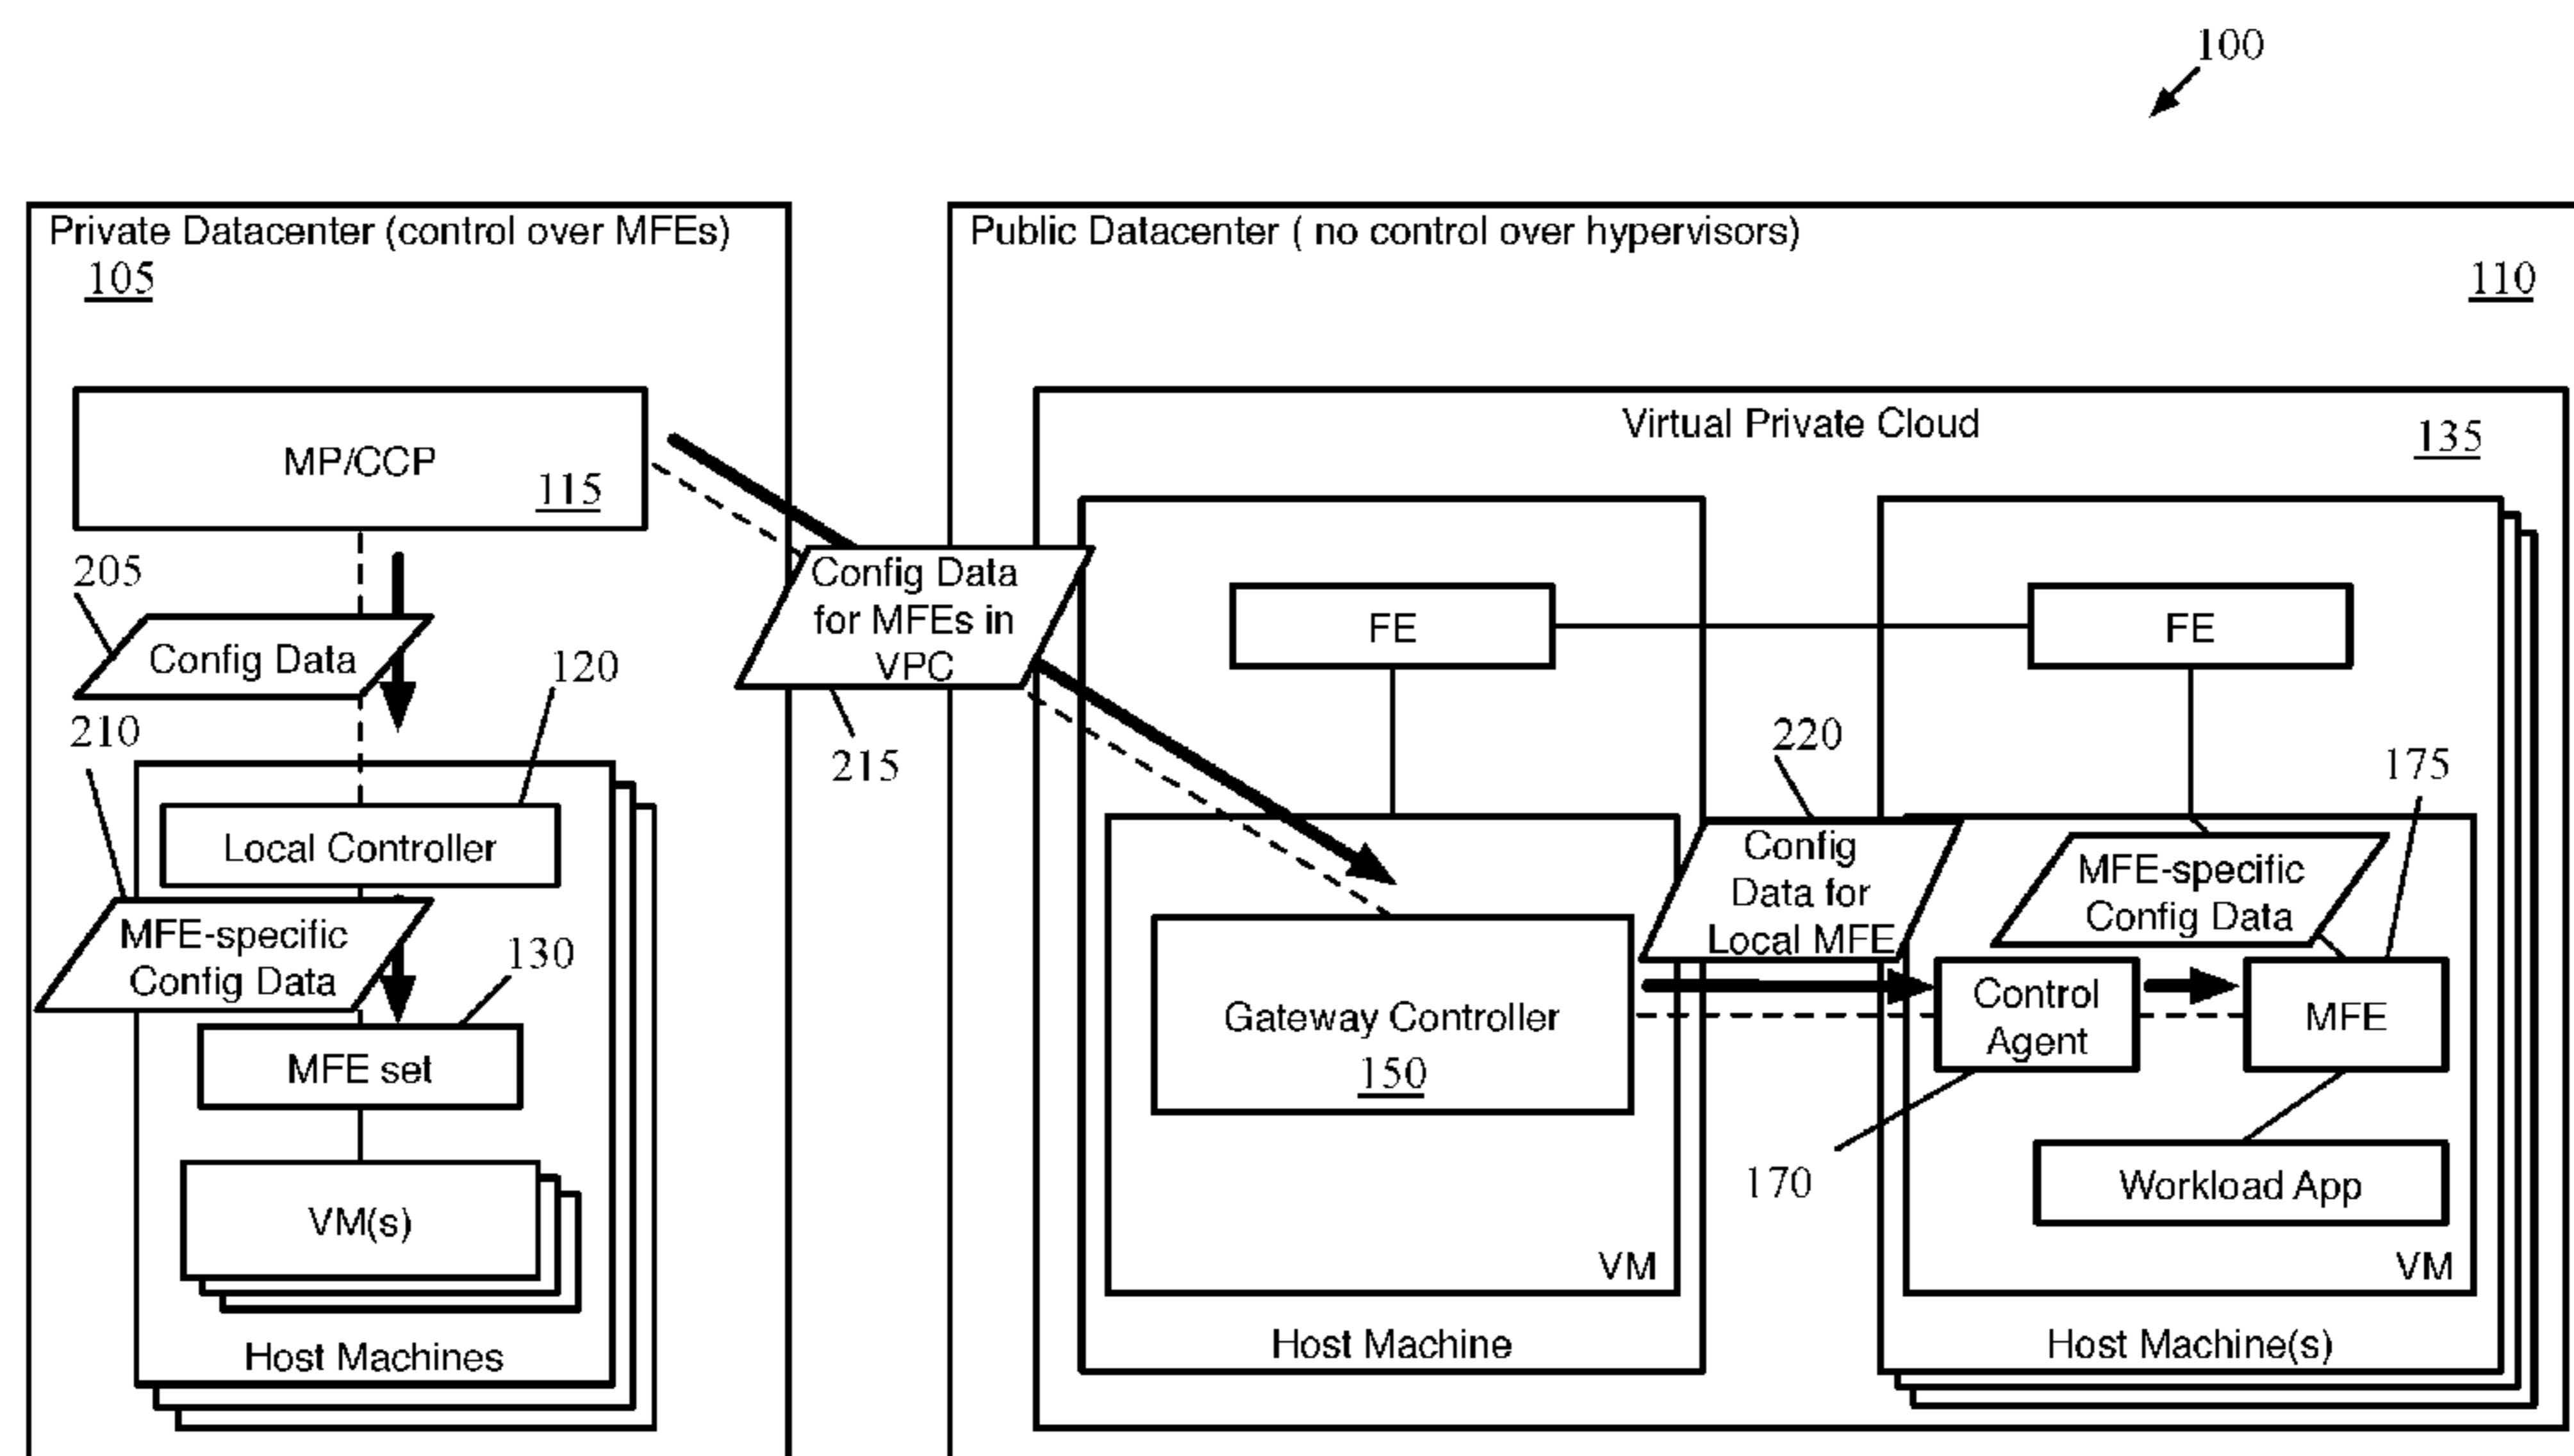 100
Private Datacenter (control over MFEs)
105
MP/CCP
115
205
Config Data
120
210
Local Controller
MFE-specific
Config Data
130
MFE set
VM(s)
Host Machines
Config Data
for MFEs in
VPC
215
Public Datacenter ( no control over hypervisors)
110
Virtual Private Cloud
135
FE
FE
220
175
Config
Data for
Local MFE
MFE-specific
Config Data
Gateway Controller
150
Control
Agent
MFE
170
Workload App
VM
VM
Host Machine
Host Machine(s)